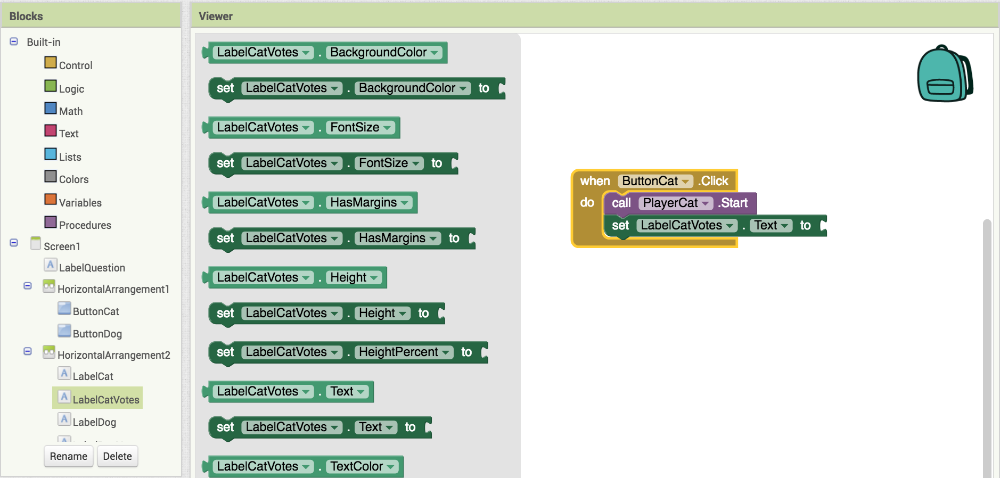 Blocks
Built-in
Control
Logic
Math
Text
Lists
Colors
Variables
Procedures
Screen1
LabelQuestion
HorizontalArrangement1
ButtonCat
ButtonDog
HorizontalArrangement2
LabelCat
LabelCatVotes
LabelDog
Rename Delete
Viewer
LabelCatVotes . BackgroundColor
set LabelCatVotes . BackgroundColor to
LabelCatVotes . FontSize
set LabelCatVotes . FontSize to
LabelCatVotes . HasMargins
set LabelCatVotes . HasMargins to
LabelCatVotes . Height
set LabelCatVotes . Height to
set LabelCatVotes . HeightPercent to
LabelCatVotes . Text
set LabelCatVotes . Text to
LabelCatVotes . TextColor
when ButtonCat .Click
do call PlayerCat .Start
set LabelCatVotes . Text to